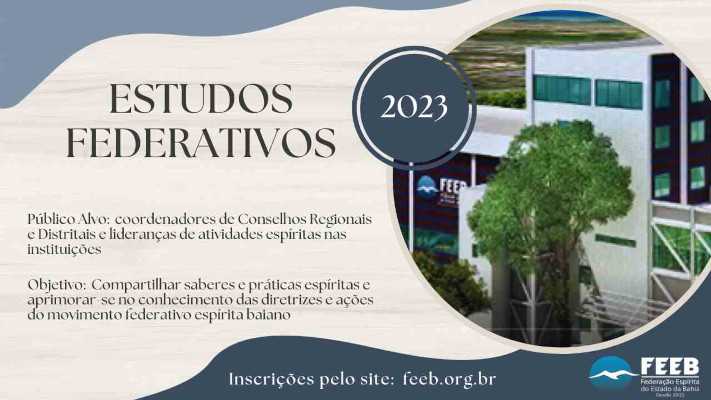 ESTUDOS
FEDERATIVOS
2023
Público Alvo: coordenadores de Conselhos Regionais
e Distritais e lideranças de atividades espíritas nas
instituições
Objetivo: Compartilhar saberes e práticas espíritas e
aprimorar-se no conhecimento das diretrizes e ações
do movimento federativo espírita baiano
FEEB
Inscrições pelo site: feeb.org.br
FEEB
Federação Espírita
do Estado da Bahia